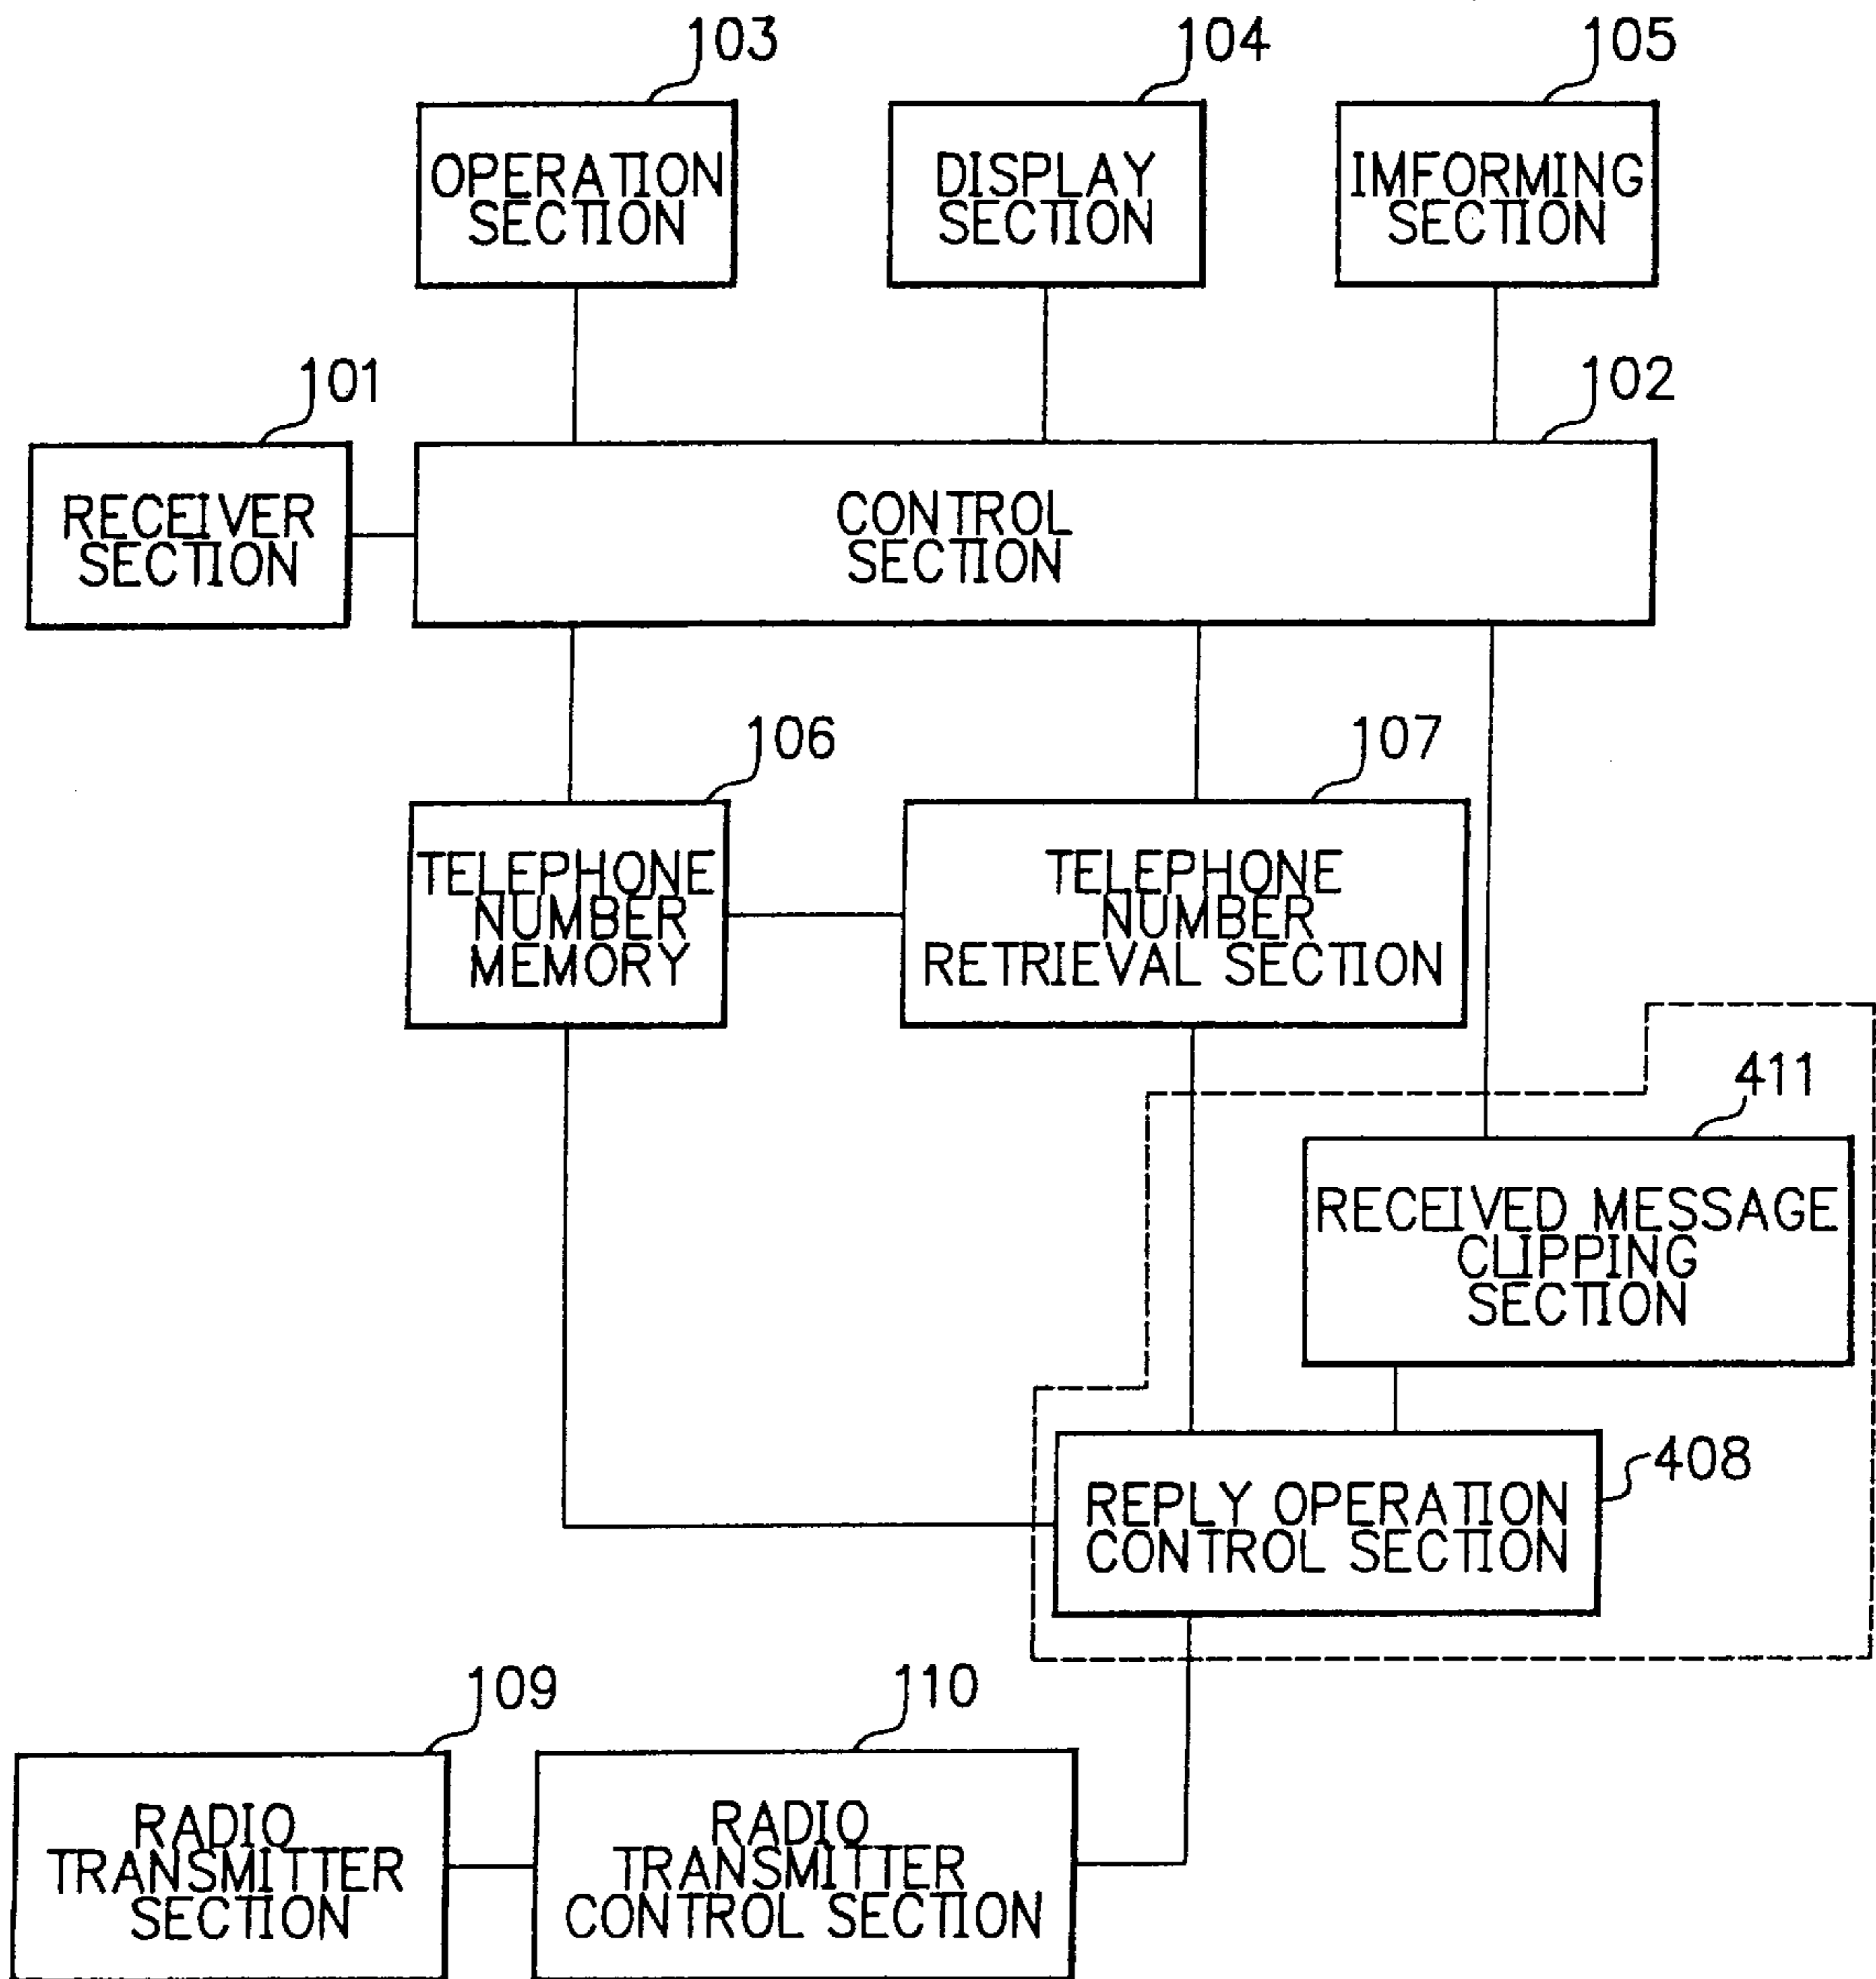 103
104
105
OPERATION
SECTION
DISPLAY
SECTION
IMFORMING
SECTION
101
102
RECEIVER
SECTION
CONTROL
SECTION
106
107
TELEPHONE
NUMBER
MEMORY
TELEPHONE
NUMBER
RETRIEVAL SECTION
411
RECEIVED MESSAGE
CLIPPING
SECTION
408
REPLY OPERATION
CONTROL SECTION
109
110
RADIO
TRANSMITTER
SECTION
RADIO
TRANSMITTER
CONTROL SECTION